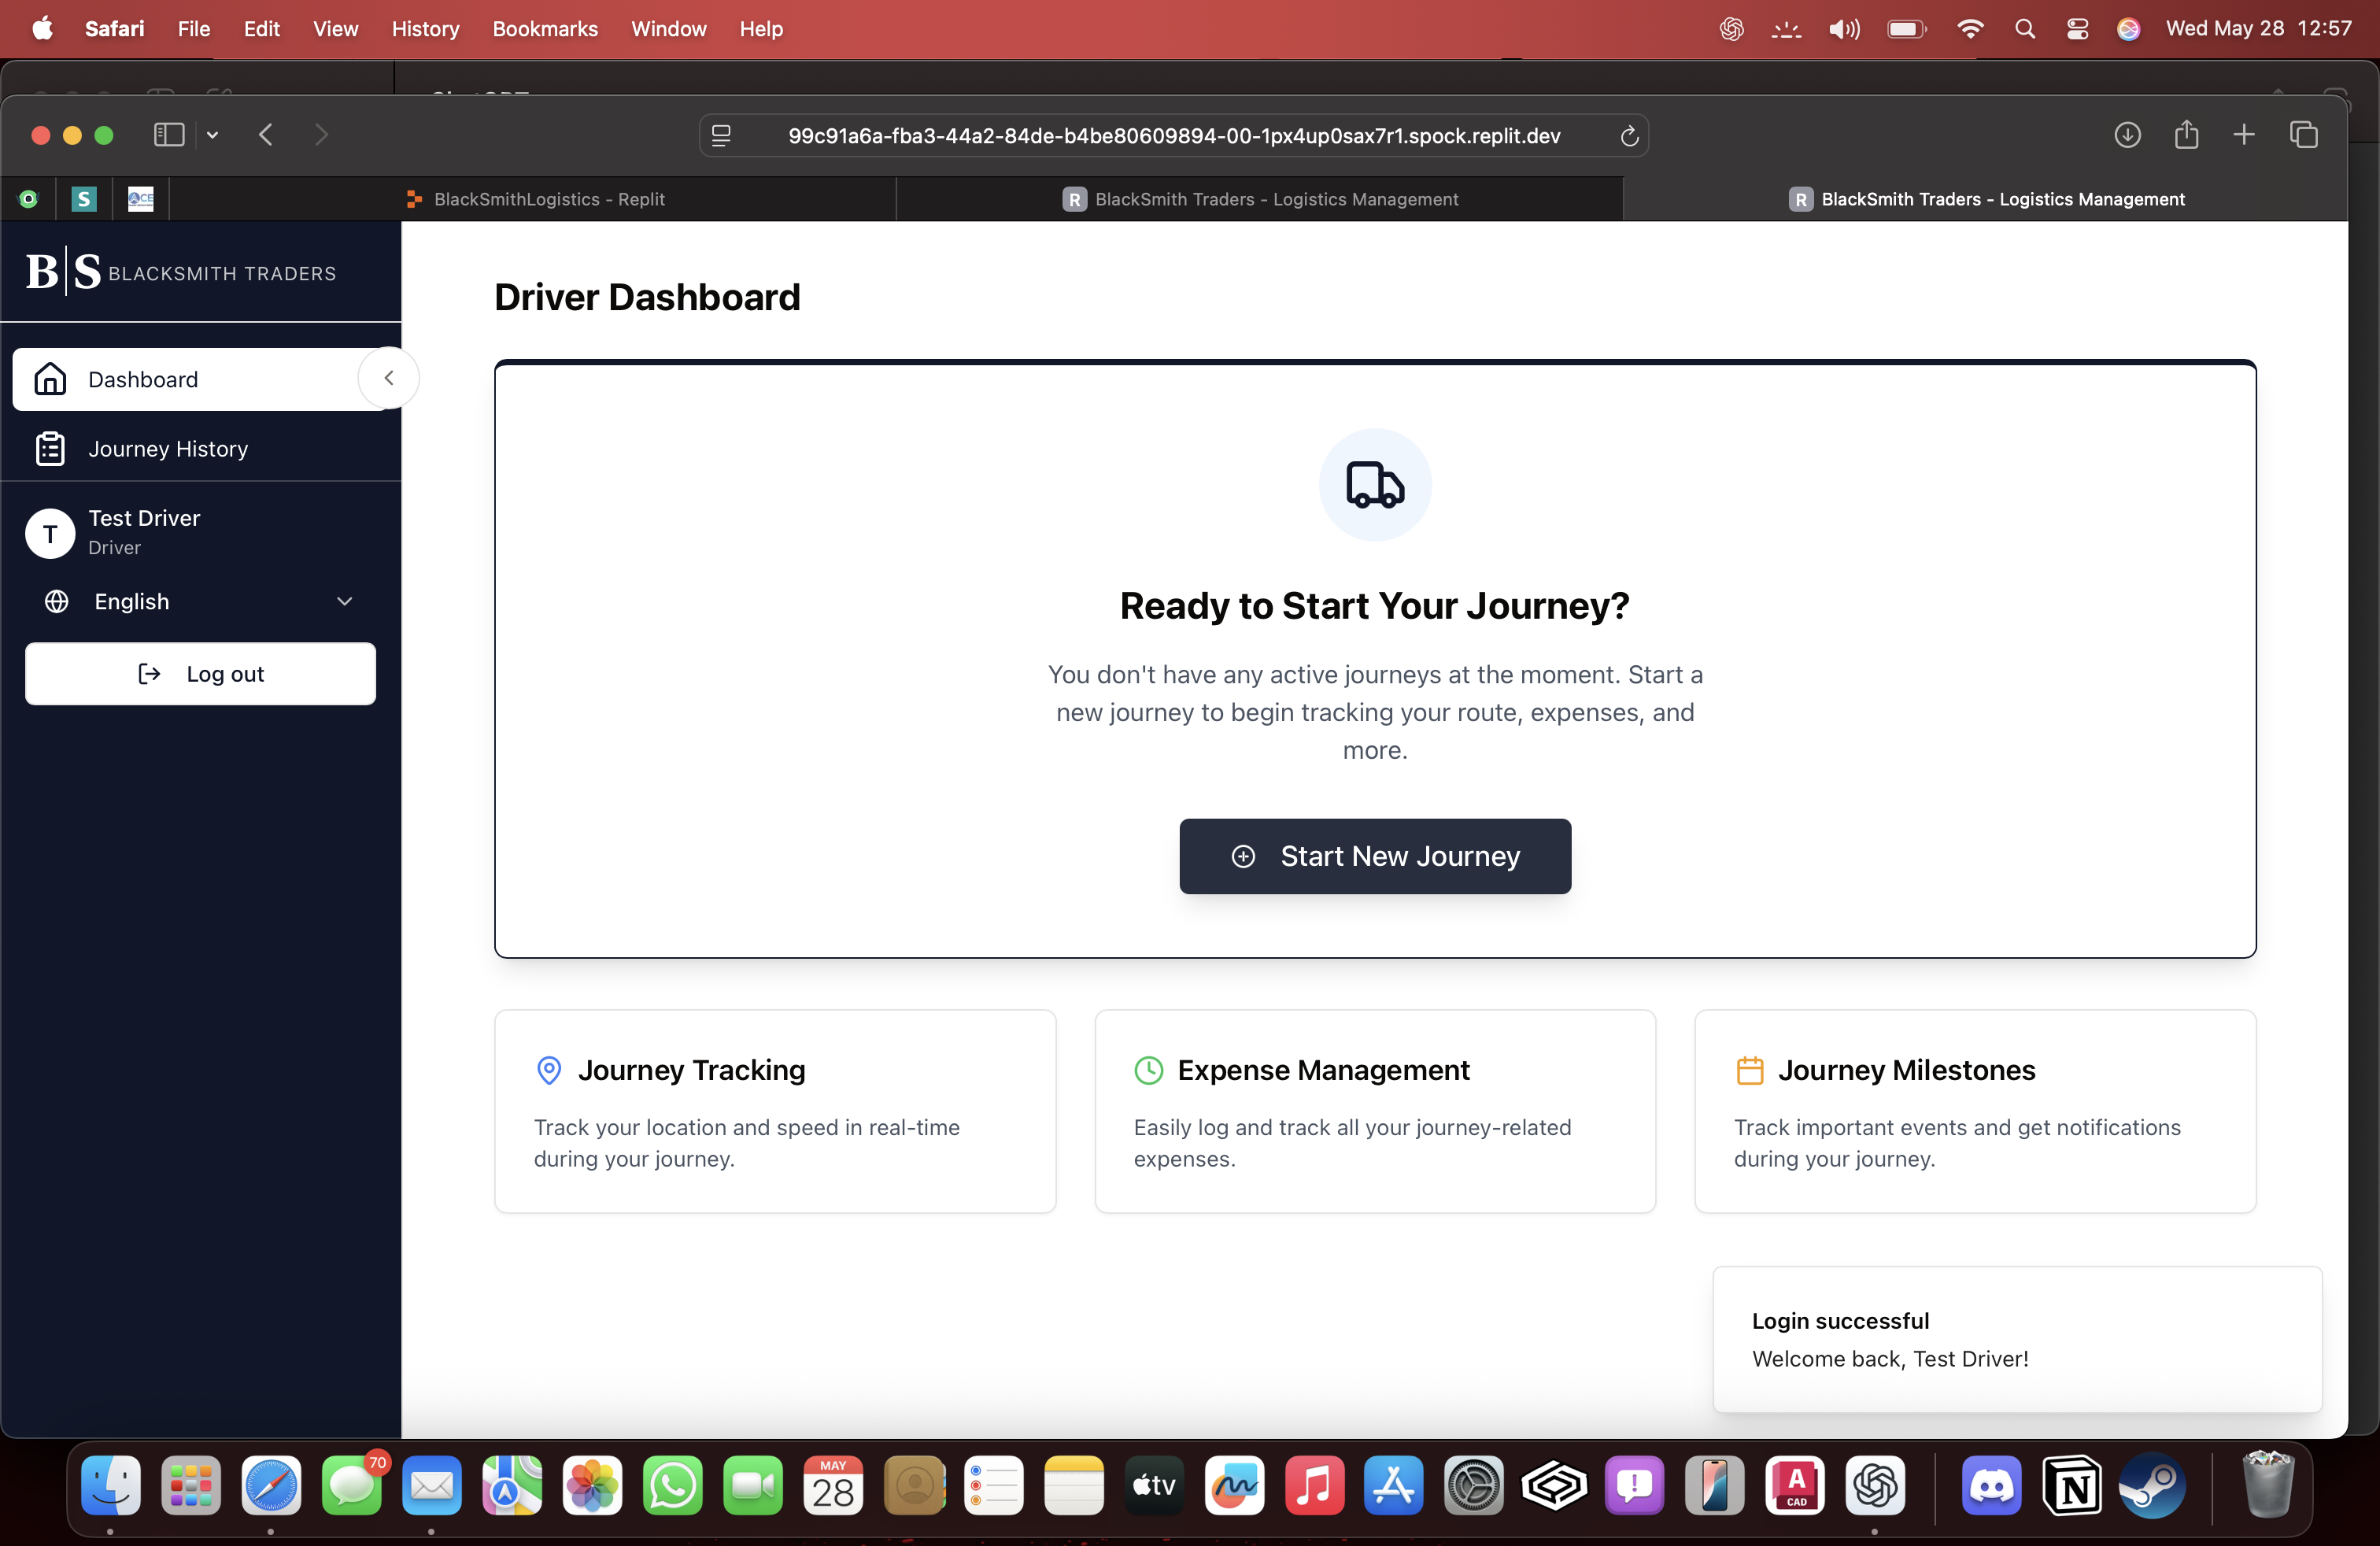 Safari File Edit View History Bookmarks Window Help Wed May 28 12:57
99c91a6a-fba3-44a2-84de-b4be80609894-00-1px4up0sax7r1.spock.replit.dev
S ACE BlackSmithLogistics - Replit R BlackSmith Traders - Logistics Management R BlackSmith Traders - Logistics Management
B|S BLACKSMITH TRADERS
Dashboard
Journey History
T Test Driver
Driver
English
Log out
Driver Dashboard
Ready to Start Your Journey?
You don't have any active journeys at the moment. Start a
new journey to begin tracking your route, expenses, and
more.
Start New Journey
Journey Tracking
Track your location and speed in real-time
during your journey.
Expense Management
Easily log and track all your journey-related
expenses.
Journey Milestones
Track important events and get notifications
during your journey.
Login successful
Welcome back, Test Driver!
70
MAY
28
tv
A
CAD
N